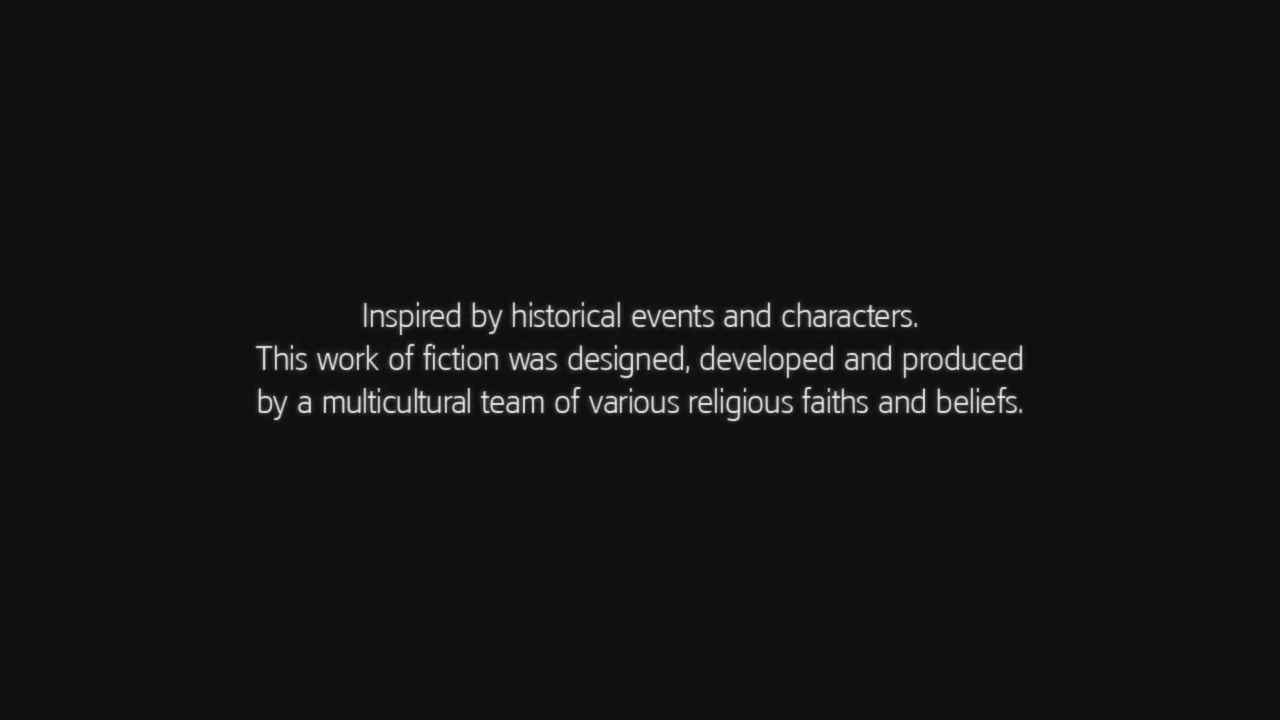 Inspired by historical events and characters.
This work of fiction was designed, developed and produced
by a multicultural team of various religious faiths and beliefs.